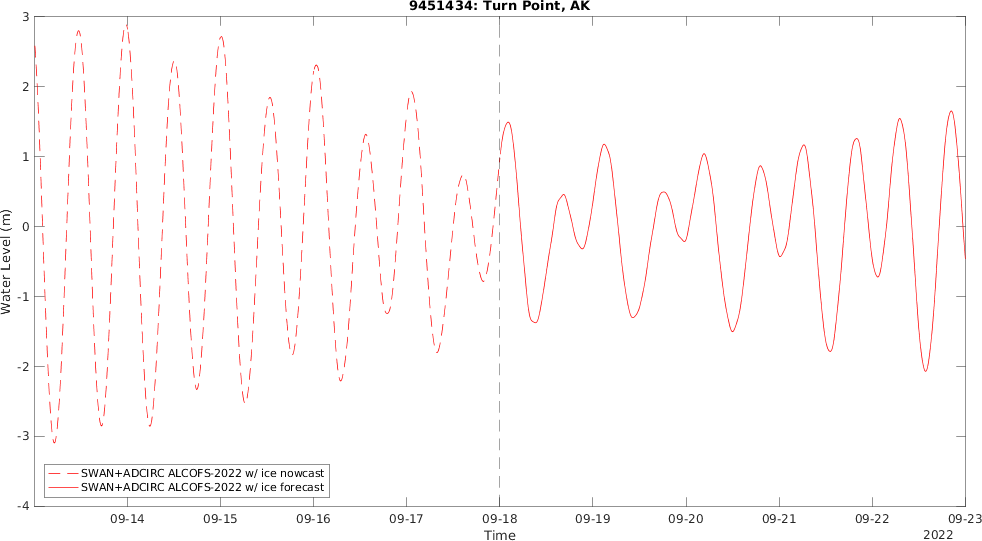 9451434: Turn Point, AK
3
2
1
0
-1
-2
-3
-4
Water Level (m)
SWAN+ADCIRC ALCOFS-2022 w/ ice nowcast
SWAN+ADCIRC ALCOFS-2022 w/ ice forecast
09-14 09-15 09-16 09-17 09-18 09-19 09-20 09-21 09-22 09-23
Time
2022